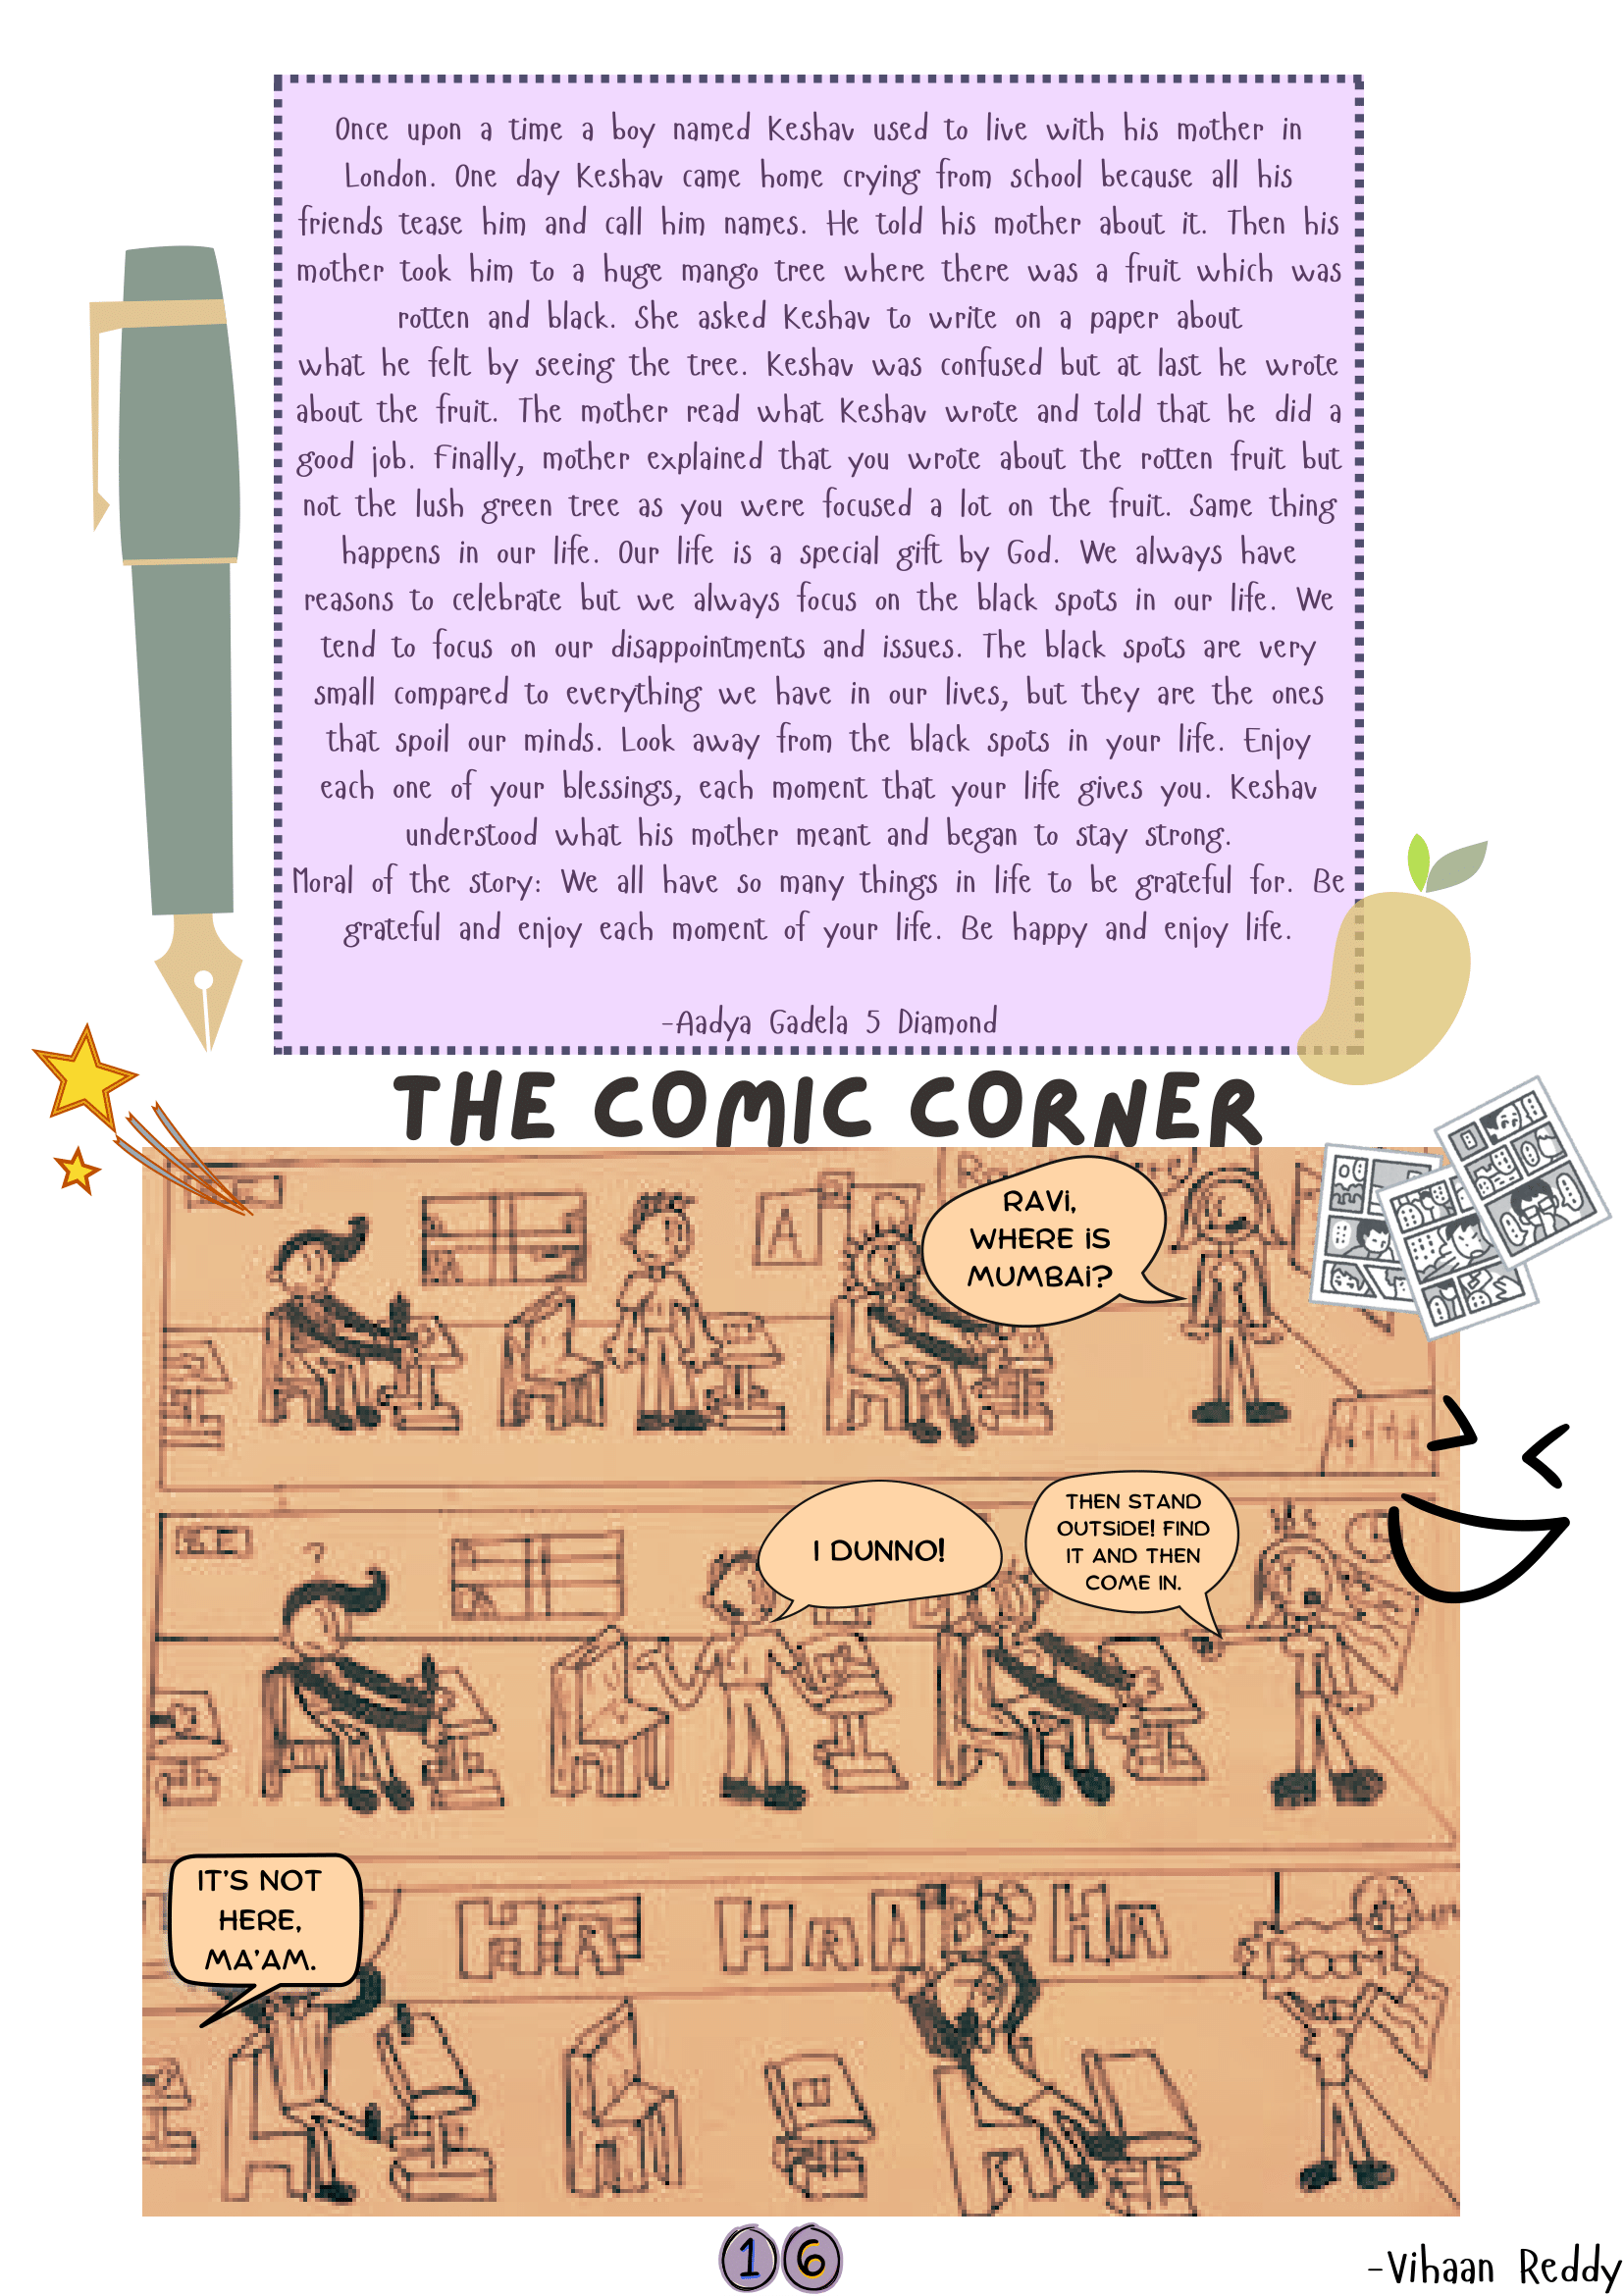 Once upon a time a boy named Keshav used to live with his mother in
London. One day Keshav came home crying from school because all his
friends tease him and call him names. He told his mother about it. Then his
mother took him to a huge mango tree where there was a fruit which was
rotten and black. She asked Keshav to write on a paper about
what he felt by seeing the tree. Keshav was confused but at last he wrote
about the fruit. The mother read what Keshav wrote and told that he did a
good job. Finally, mother explained that you wrote about the rotten fruit but
not the lush green tree as you were focused a lot on the fruit. Same thing
happens in our life. Our life is a special gift by God. We always have
reasons to celebrate but we always focus on the black spots in our life. We
tend to focus on our disappointments and issues. The black spots are very
small compared to everything we have in our lives, but they are the ones
that spoil our minds. Look away from the black spots in your life. Enjoy
each one of your blessings, each moment that your life gives you. Keshav
understood what his mother meant and began to stay strong.
Moral of the story: We all have so many things in life to be grateful for. Be
grateful and enjoy each moment of your life. Be happy and enjoy life.
-Aadya Gadela 5 Diamond
THE COMIC CORNER
RAVI,
WHERE IS
MUMBAI?
A
I DUNNO!
THEN STAND
OUTSIDE! FIND
IT AND THEN
COME IN.
?
IT'S NOT
HERE,
MA'AM.
HA HAHA HA
16
-Vihaan Reddy